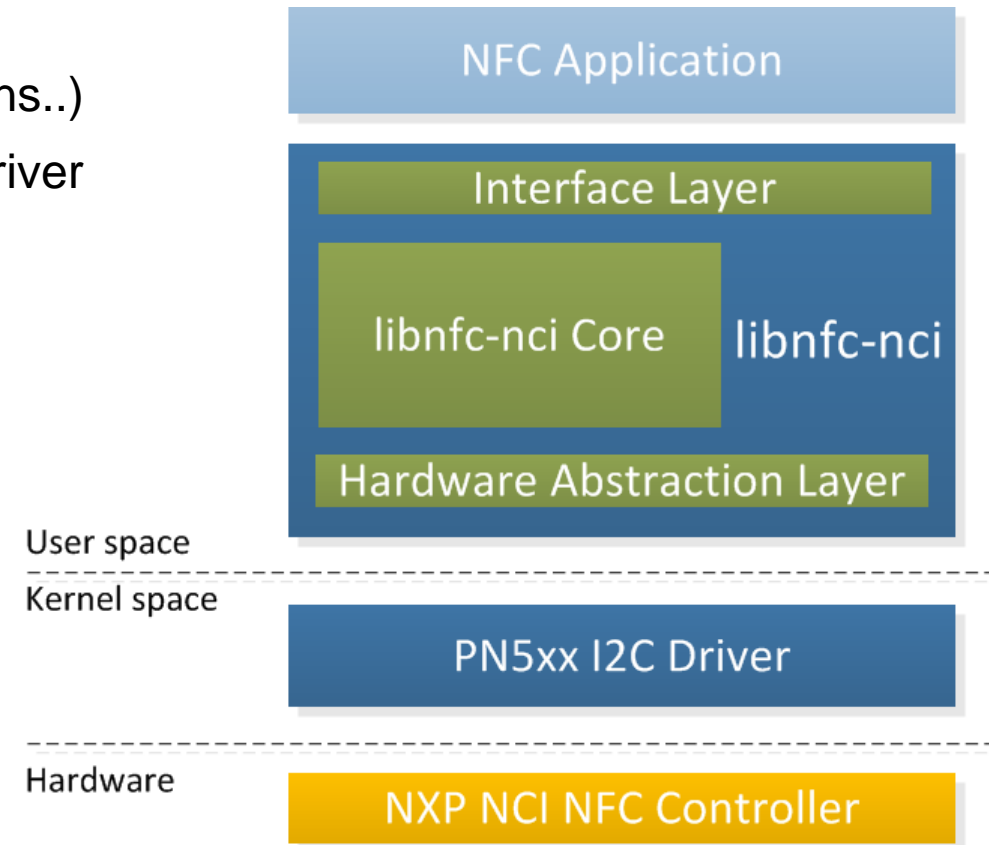 ns..)
river
NFC Application
Interface Layer
libnfc-nci Core
libnfc-nci
Hardware Abstraction Layer
User space
Kernel space
PN5xx I2C Driver
Hardware
NXP NCI NFC Controller